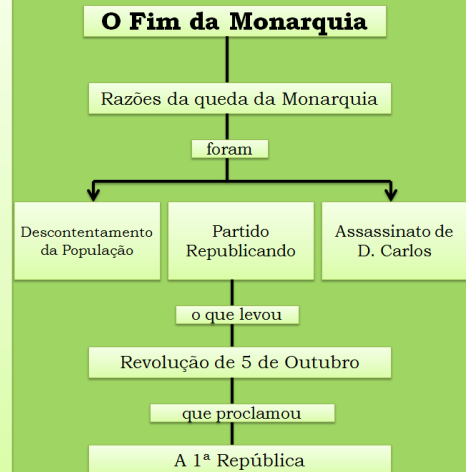 O Fim da Monarquia
Razões da queda da Monarquia
foram
Descontentamento
da População
Partido
Republicando
Assassinato de
D. Carlos
o que levou
Revolução de 5 de Outubro
que proclamou
A 1ª República